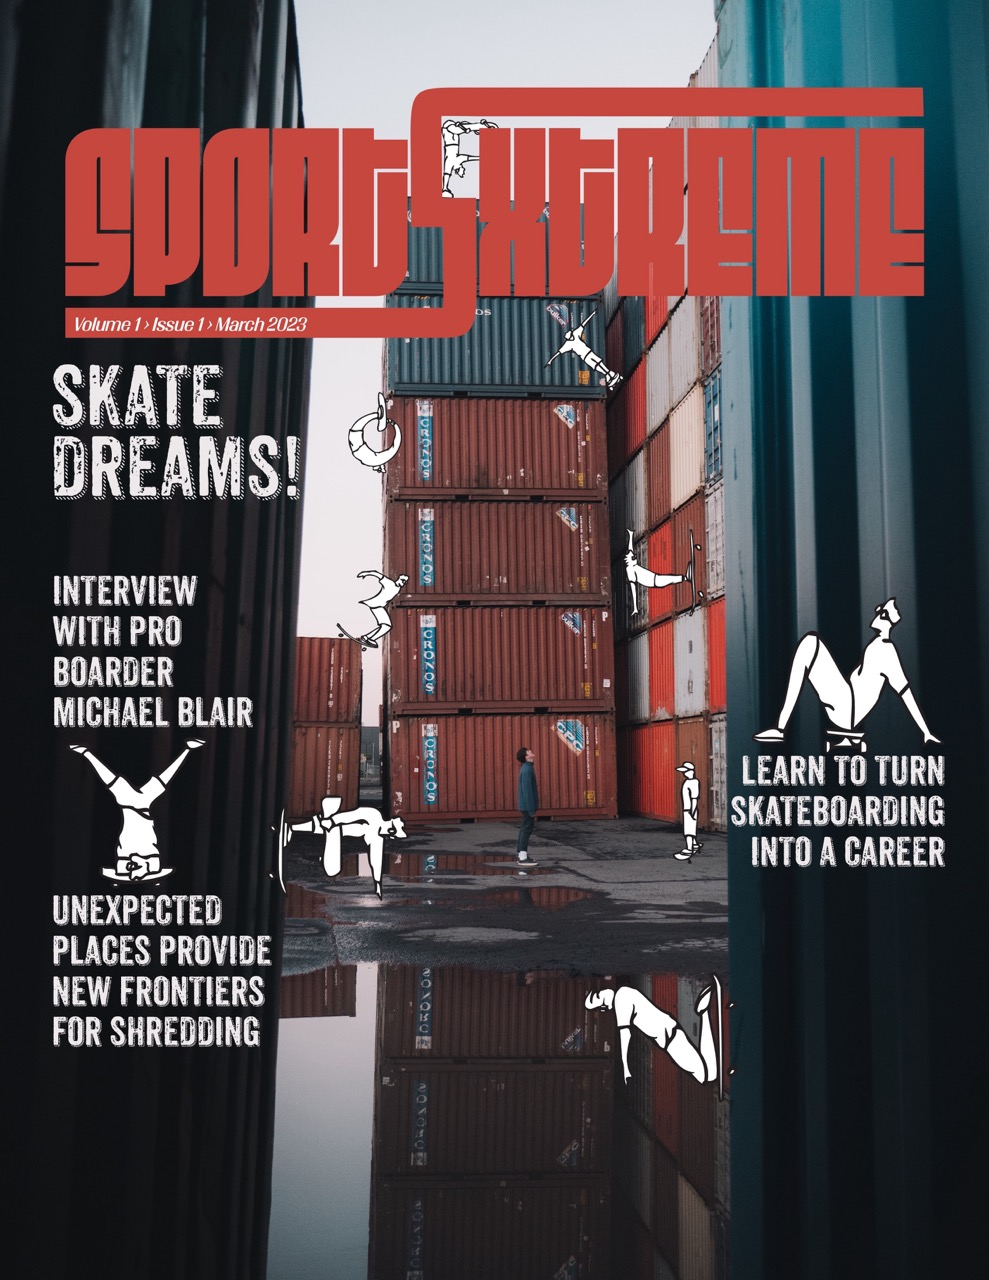 SPORTSXTREME
Volume 1 › Issue 1 › March 2023
SKATE
DREAMS!
INTERVIEW
WITH PRO
BOARDER
MICHAEL BLAIR
UNEXPECTED
PLACES PROVIDE
NEW FRONTIERS
FOR SHREDDING
LEARN TO TURN
SKATEBOARDING
INTO A CAREER
CRONOS
CRONOS
CRONOS
CRONOS